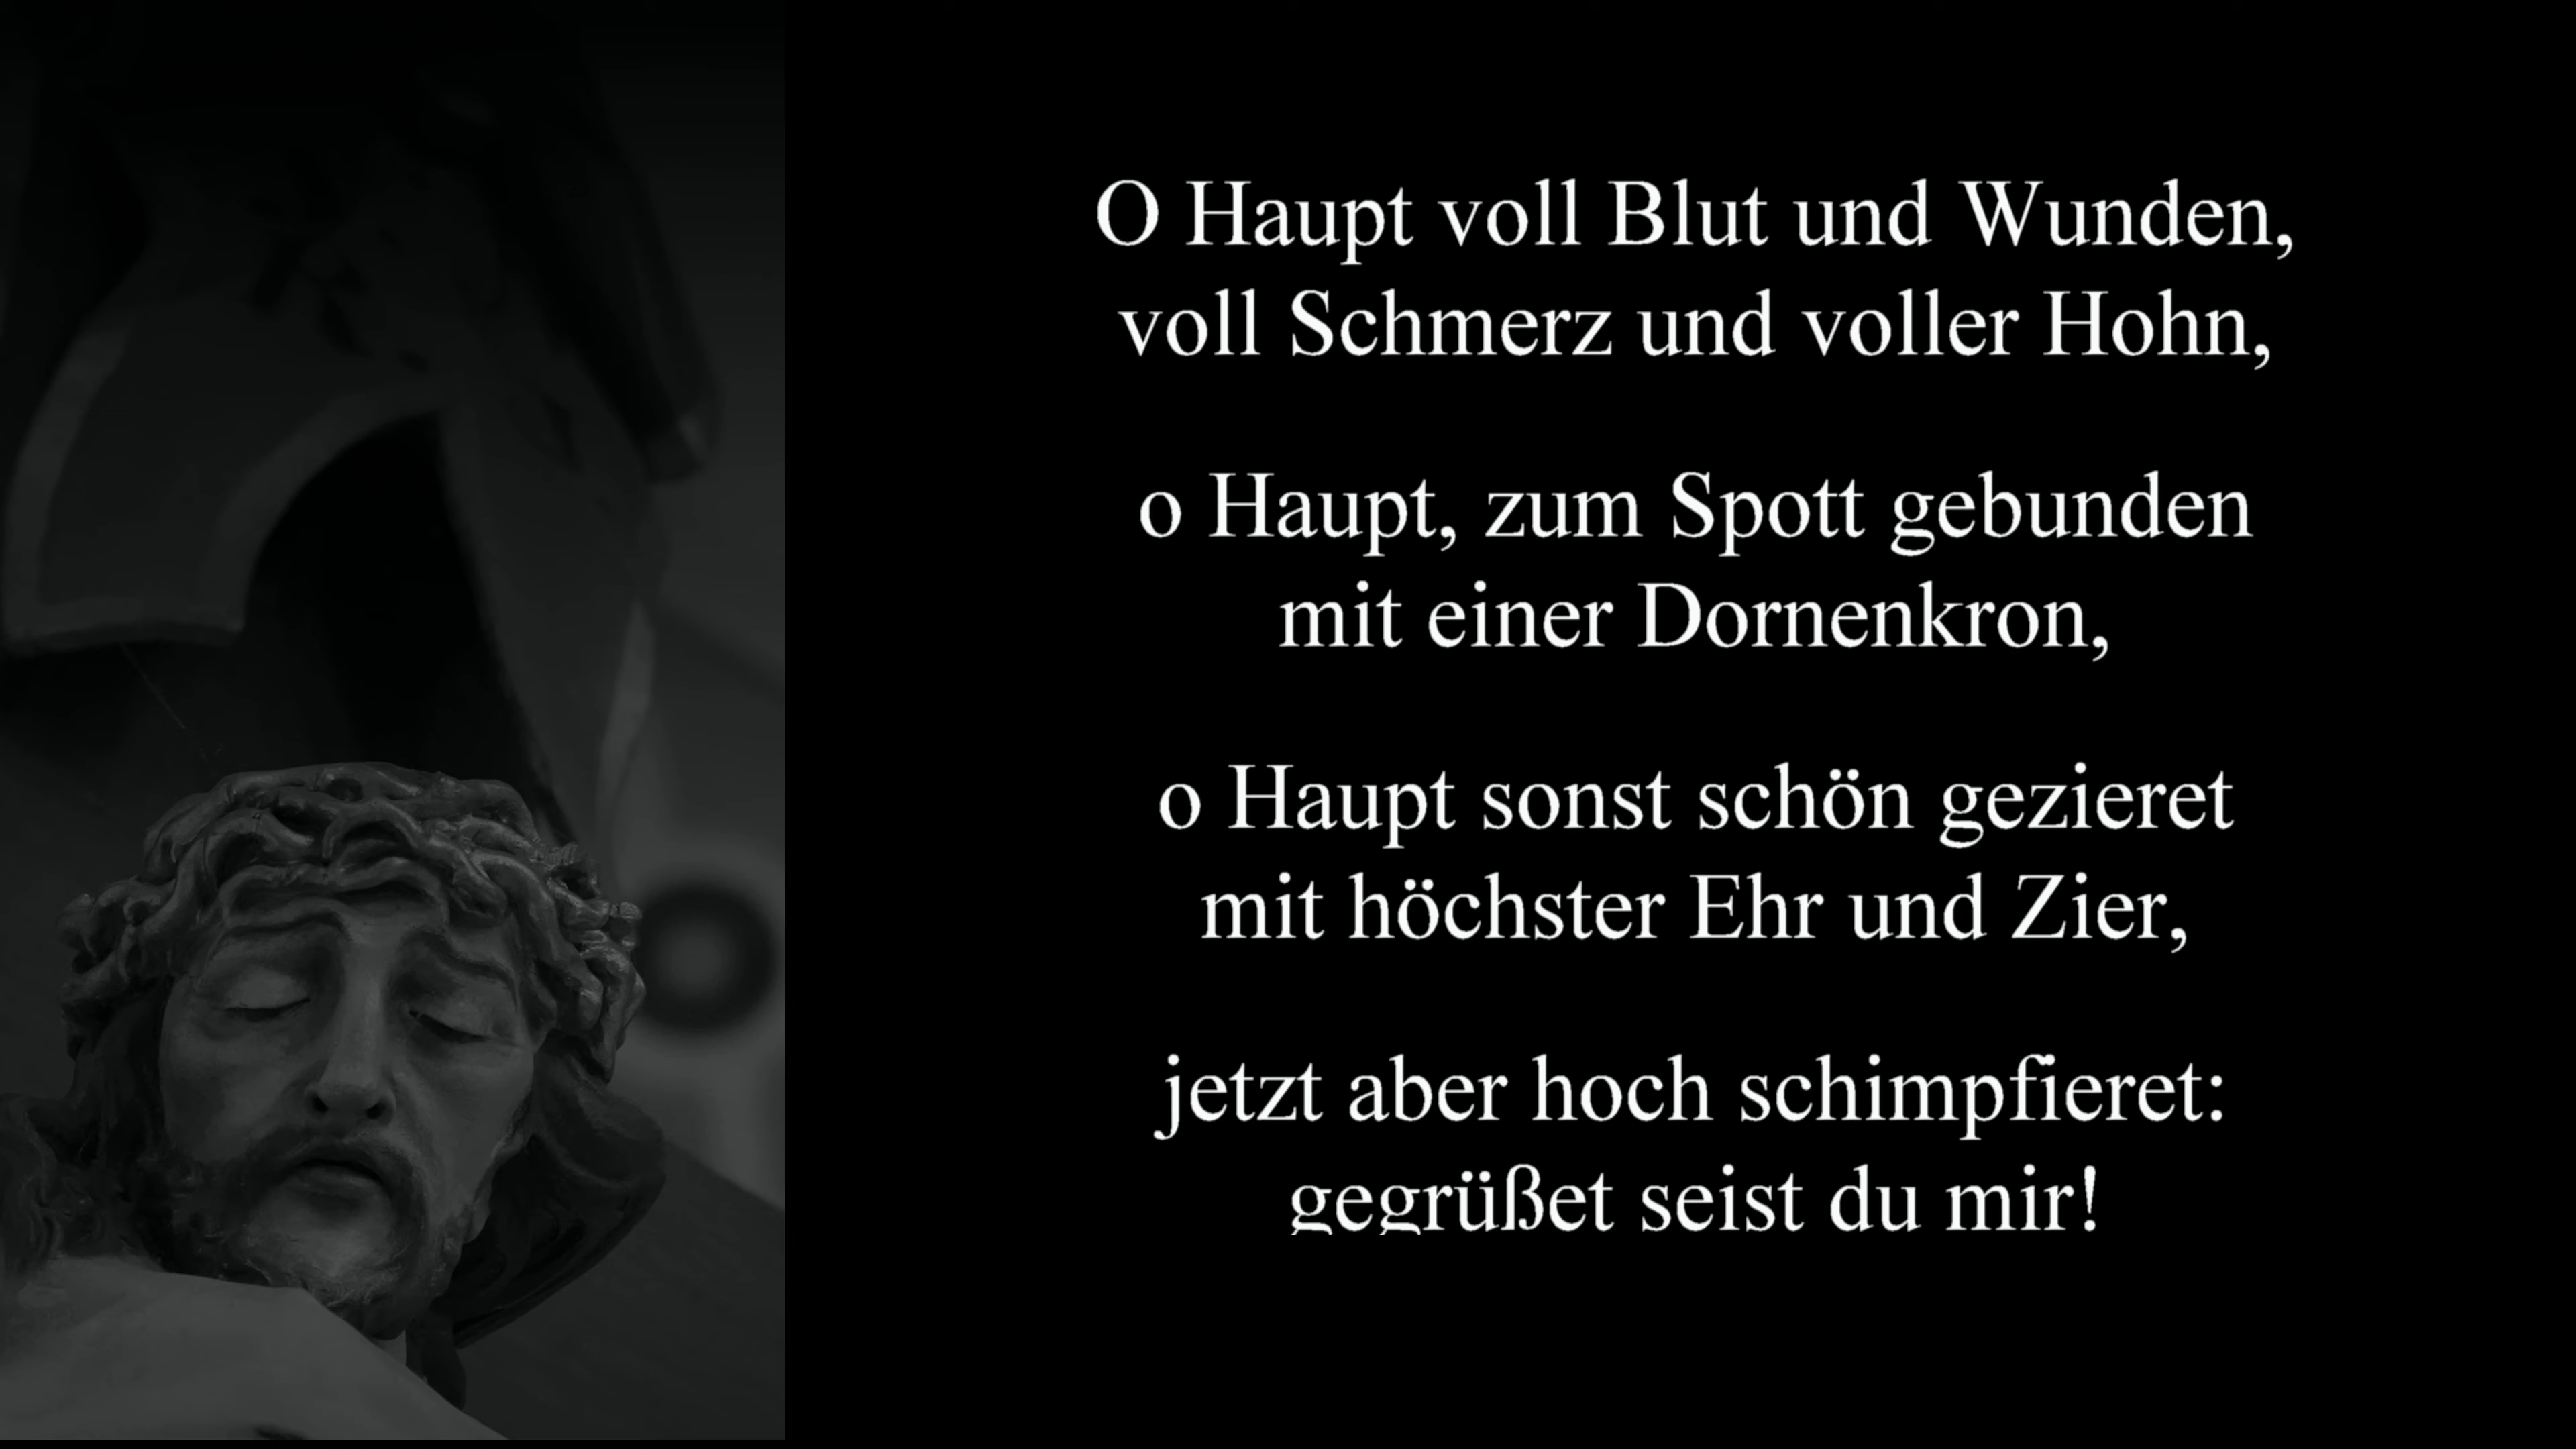 O Haupt voll Blut und Wunden,
voll Schmerz und voller Hohn,
o Haupt, zum Spott gebunden
mit einer Dornenkron,
o Haupt sonst schön gezieret
mit höchster Ehr und Zier,
jetzt aber hoch schimpfieret:
gegrüßet seist du mir!